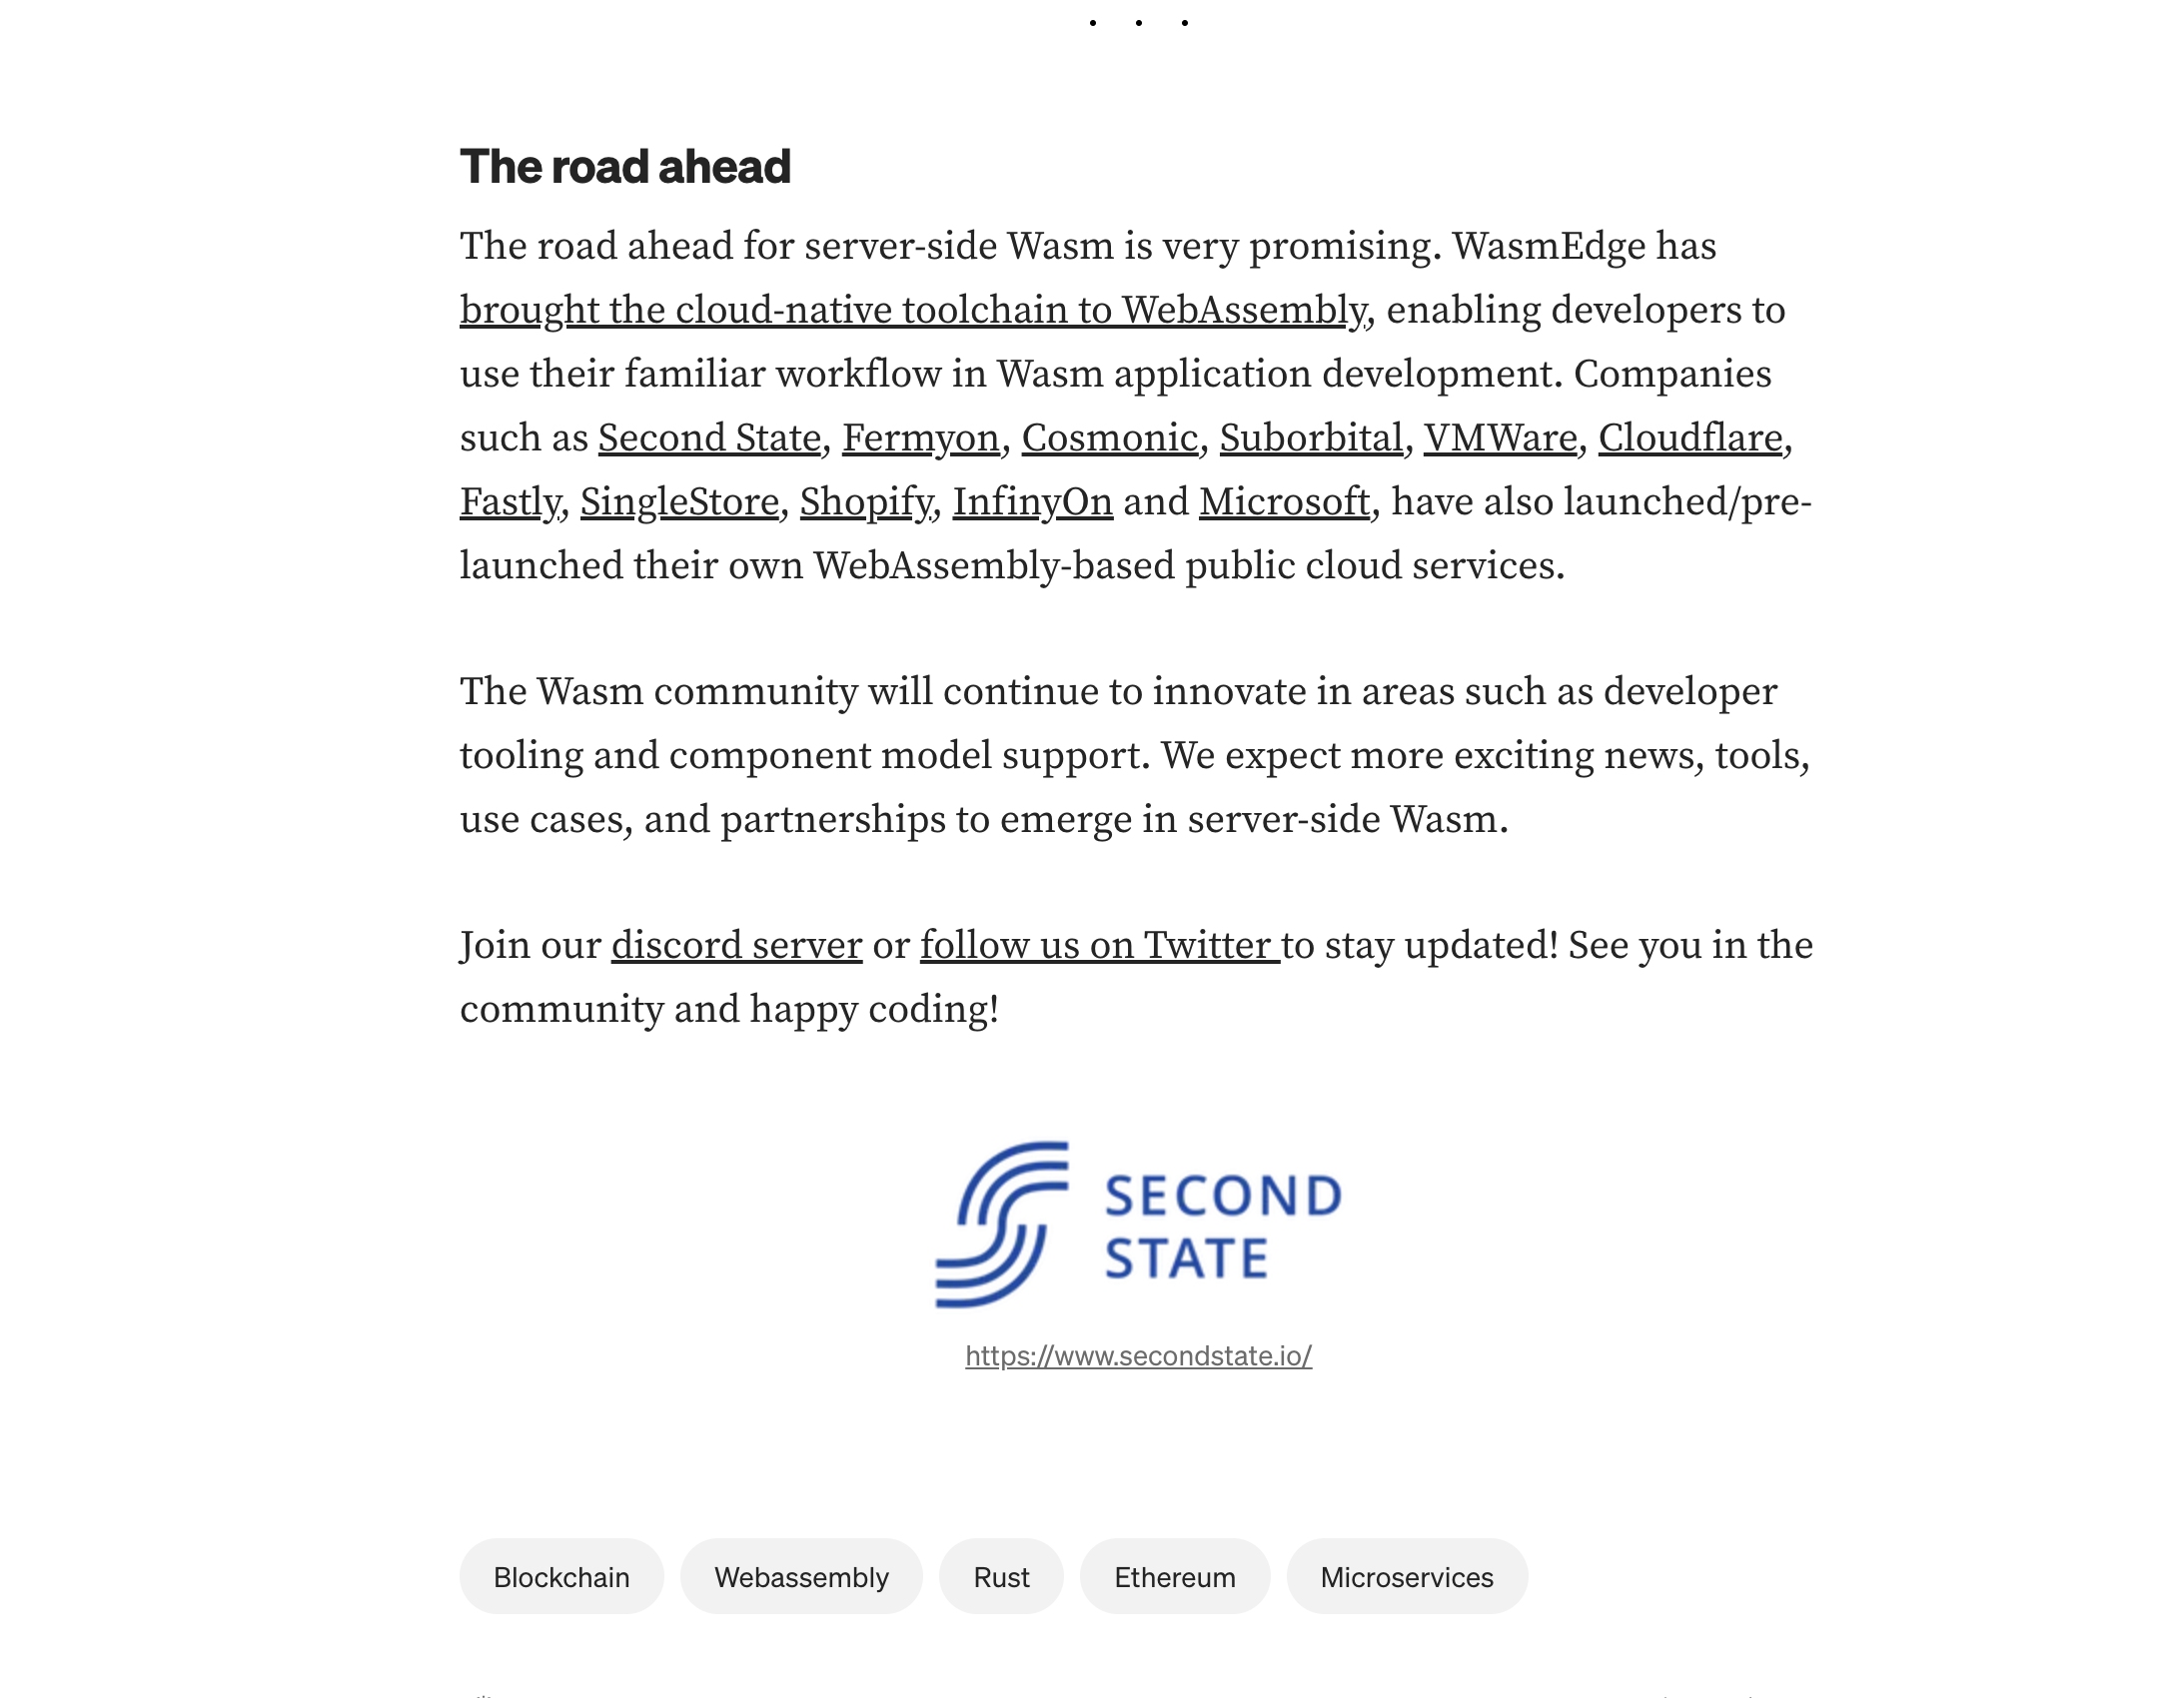 The road ahead
The road ahead for server-side Wasm is very promising. WasmEdge has
brought the cloud-native toolchain to WebAssembly, enabling developers to
use their familiar workflow in Wasm application development. Companies
such as Second State, Fermyon, Cosmonic, Suborbital, VMWare, Cloudflare,
Fastly, SingleStore, Shopify, InfinyOn and Microsoft, have also launched/pre-
launched their own WebAssembly-based public cloud services.
The Wasm community will continue to innovate in areas such as developer
tooling and component model support. We expect more exciting news, tools,
use cases, and partnerships to emerge in server-side Wasm.
Join our discord server or follow us on Twitter to stay updated! See you in the
community and happy coding!
SECOND
STATE
https://www.secondstate.io/
Blockchain Webassembly Rust Ethereum Microservices